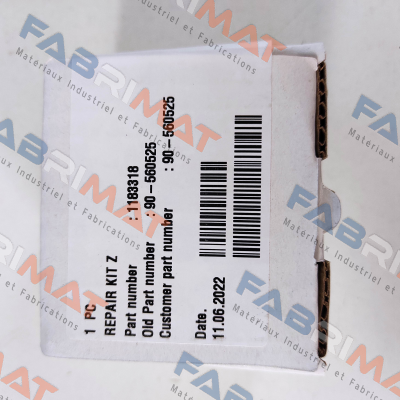 1 PC
REPAIR KIT Z
Part number : 1183318
Old Part number : 90-560525
Customer part number : 90-560525
Date.
11.06.2022
FABRIMAT
Matériaux Industriel et Fabrications